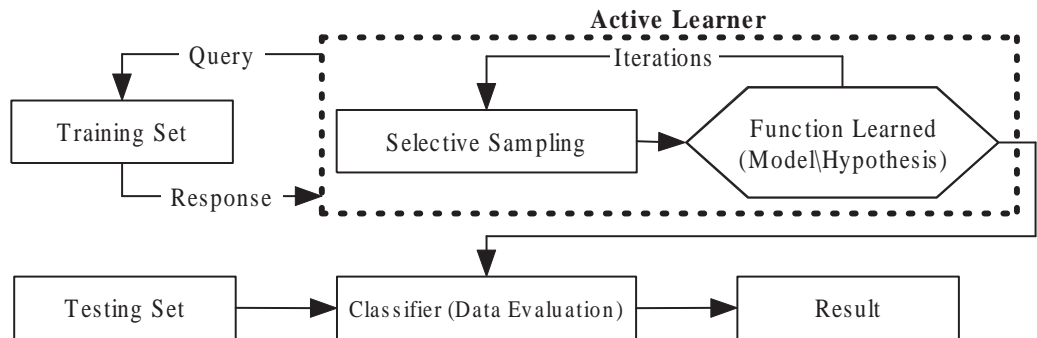 Active Learner
Query
Iterations
Training Set
Selective Sampling
Function Learned
(Model\Hypothesis)
Response
Testing Set
Classifier (Data Evaluation)
Result